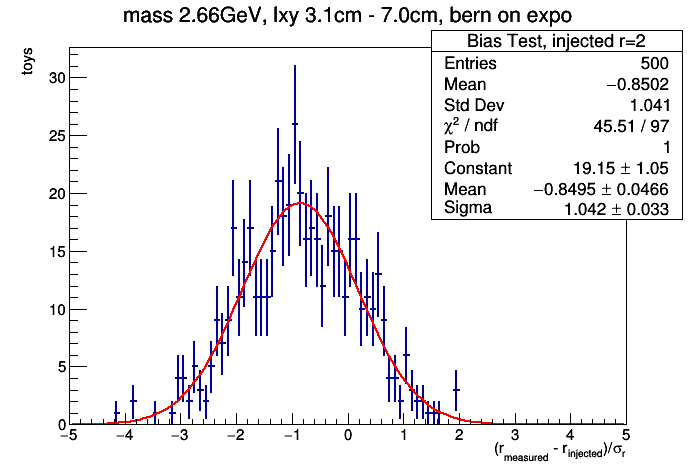 mass 2.66GeV, lxy 3.1cm - 7.0cm, bern on expo
Bias Test, injected r=2
Entries 500
Mean −0.8502
Std Dev 1.041
χ² / ndf 45.51 / 97
Prob 1
Constant 19.15 ± 1.05
Mean −0.8495 ± 0.0466
Sigma 1.042 ± 0.033
toys
30
25
20
15
10
5
0
−5 −4 −3 −2 −1 0 1 2 3 4 5
(r_measured - r_injected)/σ_r